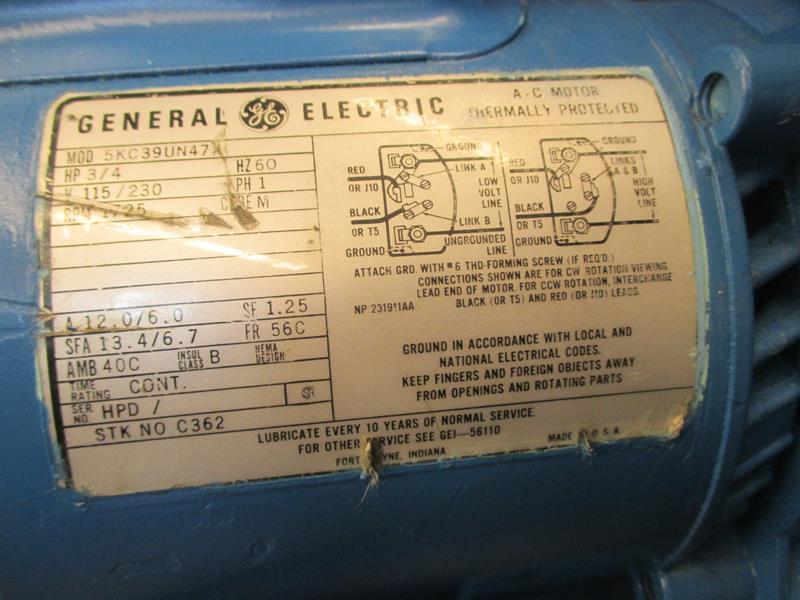 GENERAL GE ELECTRIC
A-C MOTOR
THERMALLY PROTECTED
MOD 5KC39UN47
HP 3/4 HZ 60
V 115/230 PH 1
RPM 1725 M
A 12.0/6.0 SF 1.25
SFA 13.4/6.7 FR 56C
AMB 40C INSUL CLASS B NEMA DESIGN
TIME RATING CONT.
SER. NO. HPD /
STK NO C362
GROUND
LINK A
RED
OR J10
LOW
VOLT
LINE
BLACK
OR T5
LINK B
GROUND
UNGROUNDED
LINE
GROUND
LINKS
A & B
RED
OR J10
HIGH
VOLT
LINE
BLACK
OR T5
GROUND
ATTACH GRD. WITH #6 THD-FORMING SCREW (IF REQ'D.)
CONNECTIONS SHOWN ARE FOR CW ROTATION VIEWING
LEAD END OF MOTOR. FOR CCW ROTATION, INTERCHANGE
NP 231911AA BLACK (OR T5) AND RED (OR J10) LEADS.
GROUND IN ACCORDANCE WITH LOCAL AND
NATIONAL ELECTRICAL CODES.
KEEP FINGERS AND FOREIGN OBJECTS AWAY
FROM OPENINGS AND ROTATING PARTS
LUBRICATE EVERY 10 YEARS OF NORMAL SERVICE.
FOR OTHER SERVICE SEE GEI-56110
FORT WAYNE, INDIANA
MADE IN U.S.A.